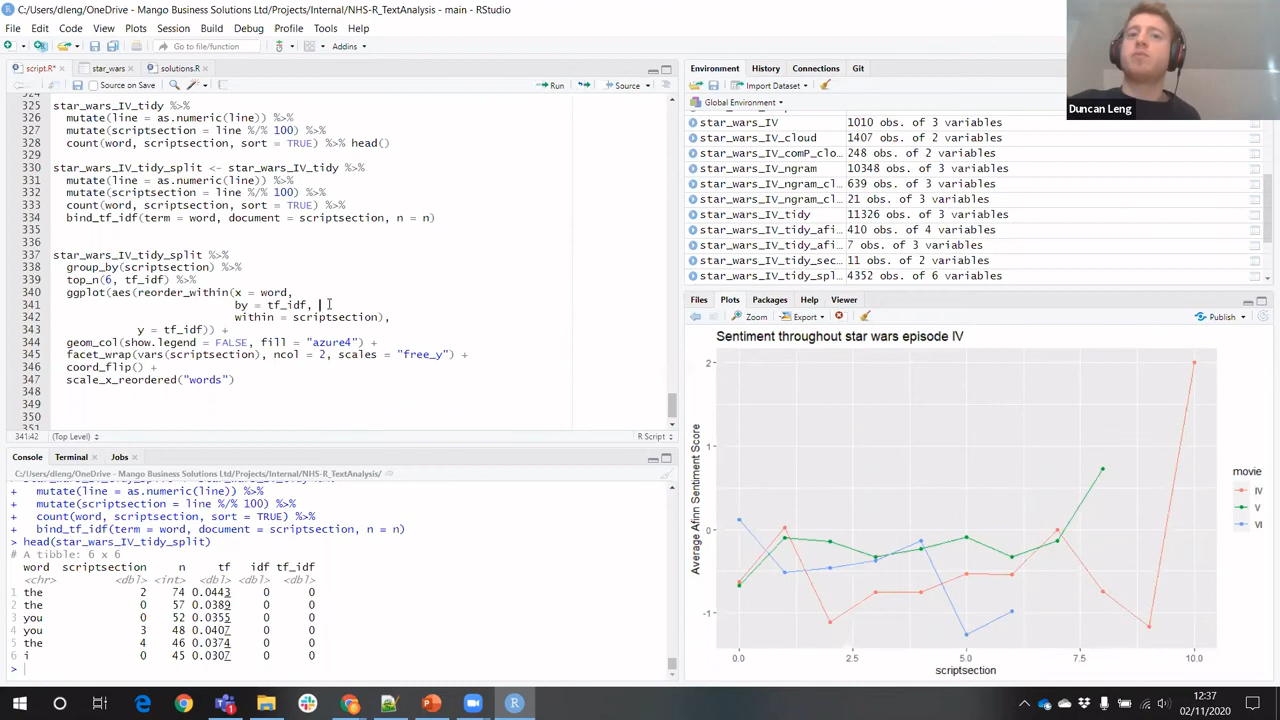 C:/Users/dleng/OneDrive - Mango Business Solutions Ltd/Projects/Internal/NHS-R_TextAnalysis - main - RStudio
File Edit Code View Plots Session Build Debug Profile Tools Help
Go to file/function Addins
script.R* star_wars solutions.R
Source on Save Run Source
324
325 star_wars_IV_tidy %>%
326 mutate(line = as.numeric(line)) %>%
327 mutate(scriptsection = line %/% 100) %>%
328 count(word, scriptsection, sort = TRUE) %>% head()
329
330 star_wars_IV_tidy_split <- star_wars_IV_tidy %>%
331 mutate(line = as.numeric(line)) %>%
332 mutate(scriptsection = line %/% 100) %>%
333 count(word, scriptsection, sort = TRUE) %>%
334 bind_tf_idf(term = word, document = scriptsection, n = n)
335
336
337 star_wars_IV_tidy_split %>%
338 group_by(scriptsection) %>%
339 top_n(6, tf_idf) %>%
340 ggplot(aes(reorder_within(x = word,
341 by = tf_idf,
342 within = scriptsection),
343 y = tf_idf)) +
344 geom_col(show.legend = FALSE, fill = "azure4") +
345 facet_wrap(vars(scriptsection), ncol = 2, scales = "free_y") +
346 coord_flip() +
347 scale_x_reordered("words")
348
349
350
351
341:42 (Top Level) R Script
Console Terminal Jobs
C:/Users/dleng/OneDrive - Mango Business Solutions Ltd/Projects/Internal/NHS-R_TextAnalysis/
+ mutate(line = as.numeric(line)) %>%
+ mutate(scriptsection = line %/% 100) %>%
+ count(word, scriptsection, sort = TRUE) %>%
+ bind_tf_idf(term = word, document = scriptsection, n = n)
> head(star_wars_IV_tidy_split)
# A tibble: 6 x 6
word scriptsection n tf idf tf_idf
<chr> <dbl> <int> <dbl> <dbl> <dbl>
1 the 2 74 0.0443 0 0
2 the 0 57 0.0389 0 0
3 you 0 52 0.0355 0 0
4 you 3 48 0.0407 0 0
5 the 4 46 0.0374 0 0
6 i 0 45 0.0307 0 0
>
Environment History Connections Git
Import Dataset
Global Environment
star_wars_IV 1010 obs. of 3 variables
star_wars_IV_cloud 1407 obs. of 2 variables
star_wars_IV_comP_clo… 248 obs. of 2 variables
star_wars_IV_ngram 10348 obs. of 3 variables
star_wars_IV_ngram_cl… 639 obs. of 3 variables
star_wars_IV_ngram_cl… 21 obs. of 3 variables
star_wars_IV_tidy 11326 obs. of 3 variables
star_wars_IV_tidy_afi… 410 obs. of 4 variables
star_wars_IV_tidy_afi… 7 obs. of 3 variables
star_wars_IV_tidy_sec… 11 obs. of 2 variables
star_wars_IV_tidy_spl… 4352 obs. of 6 variables
Files Plots Packages Help Viewer
Zoom Export Publish
Sentiment throughout star wars episode IV
Average Afinn Sentiment Score
2
1
0
-1
0.0 2.5 5.0 7.5 10.0
scriptsection
movie
IV
V
VI
Duncan Leng
12:37
02/11/2020